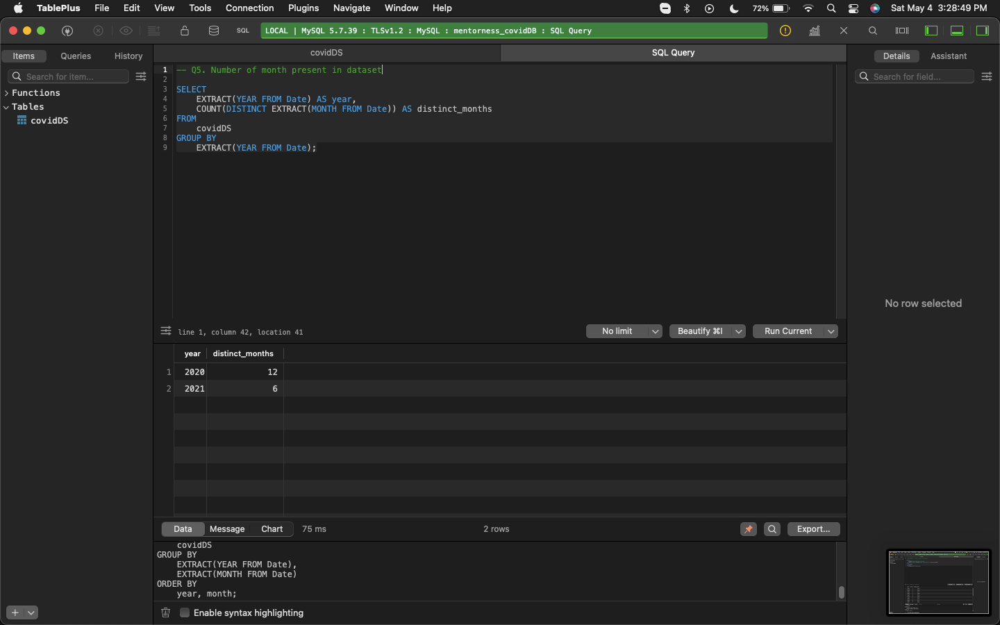 TablePlus File Edit View Tools Connection Plugins Navigate Window Help 72% Sat May 4 3:28:49 PM
SQL LOCAL | MySQL 5.7.39 : TLSv1.2 : MySQL : mentorness_covidDB : SQL Query
Items Queries History
covidDS SQL Query
Details Assistant
Search for item...
Search for field...
Functions
Tables
covidDS
1 -- Q5. Number of month present in dataset
2
3 SELECT
4 EXTRACT(YEAR FROM Date) AS year,
5 COUNT(DISTINCT EXTRACT(MONTH FROM Date)) AS distinct_months
6 FROM
7 covidDS
8 GROUP BY
9 EXTRACT(YEAR FROM Date);
No row selected
line 1, column 42, location 41
No limit Beautify ⌘I Run Current
year distinct_months
1 2020 12
2 2021 6
Data Message Chart 75 ms 2 rows Export...
covidDS
GROUP BY
EXTRACT(YEAR FROM Date),
EXTRACT(MONTH FROM Date)
ORDER BY
year, month;
Enable syntax highlighting